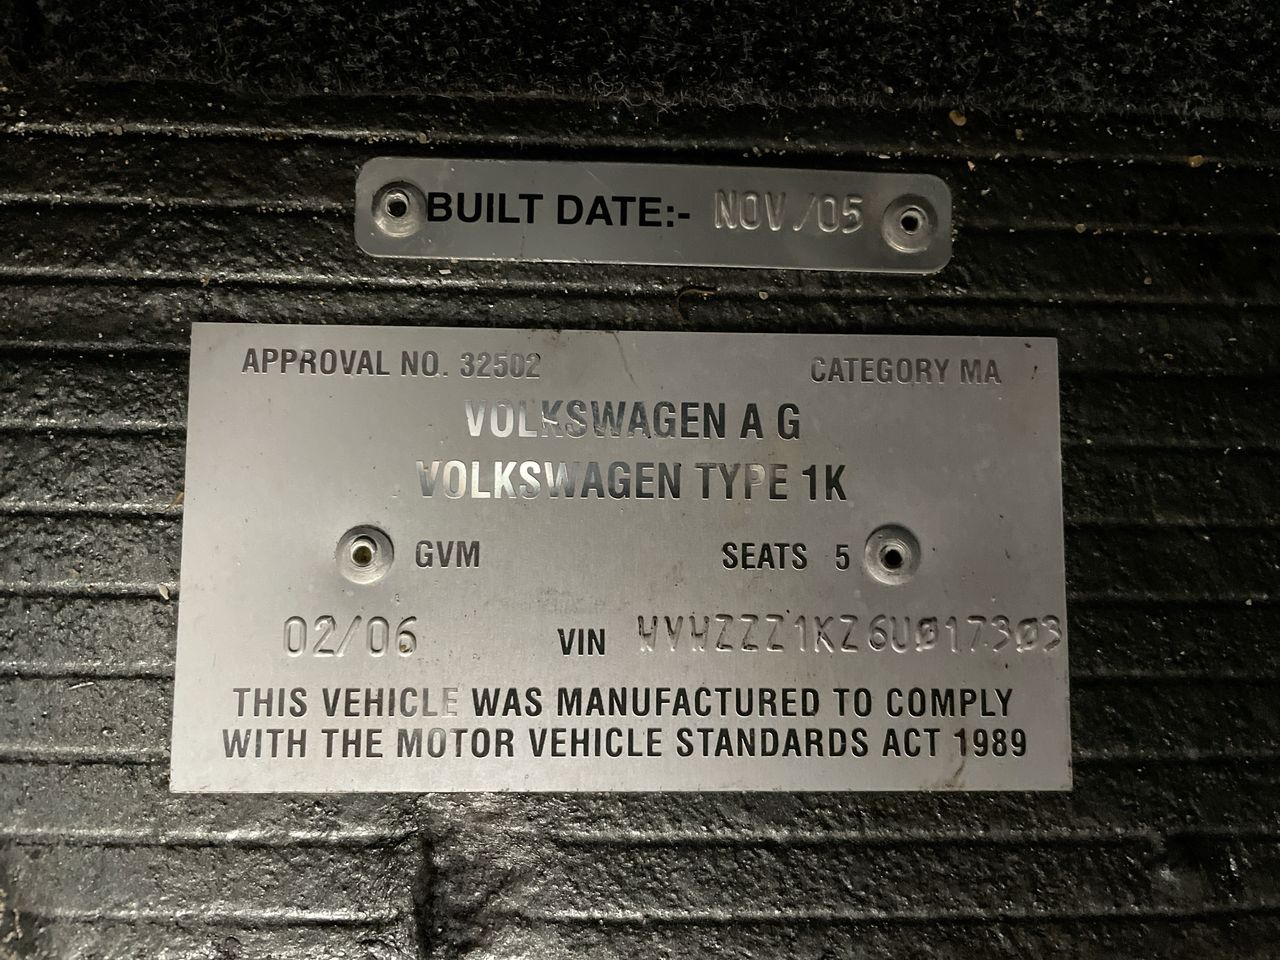 BUILT DATE:- NOV/05
APPROVAL NO. 32502 CATEGORY MA
VOLKSWAGEN A G
VOLKSWAGEN TYPE 1K
GVM SEATS 5
02/06 VIN WVWZZZ1KZ6U017303
THIS VEHICLE WAS MANUFACTURED TO COMPLY
WITH THE MOTOR VEHICLE STANDARDS ACT 1989